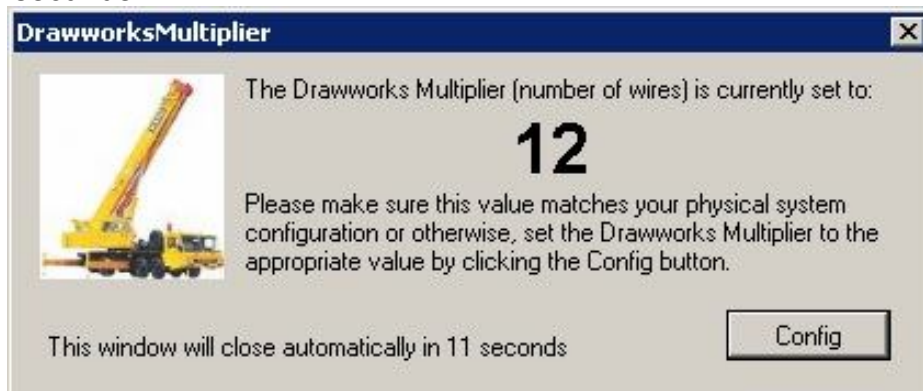 DrawworksMultiplier
The Drawworks Multiplier (number of wires) is currently set to:
12
Please make sure this value matches your physical system
configuration or otherwise, set the Drawworks Multiplier to the
appropriate value by clicking the Config button.
This window will close automatically in 11 seconds
Config